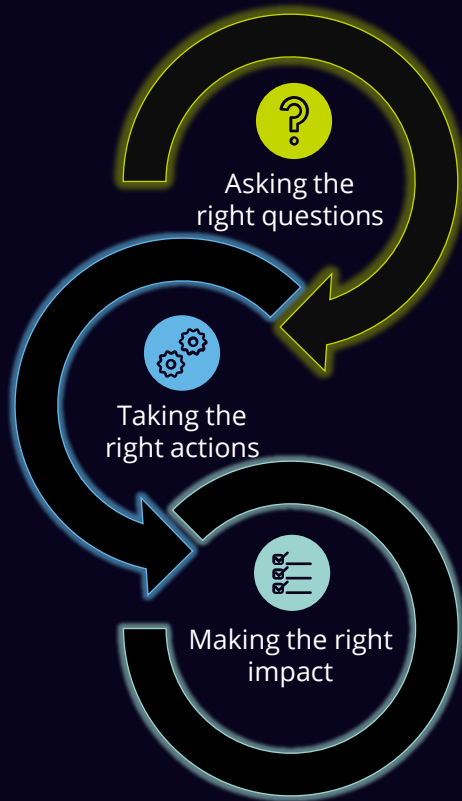 Asking the
right questions
Taking the
right actions
Making the right
impact